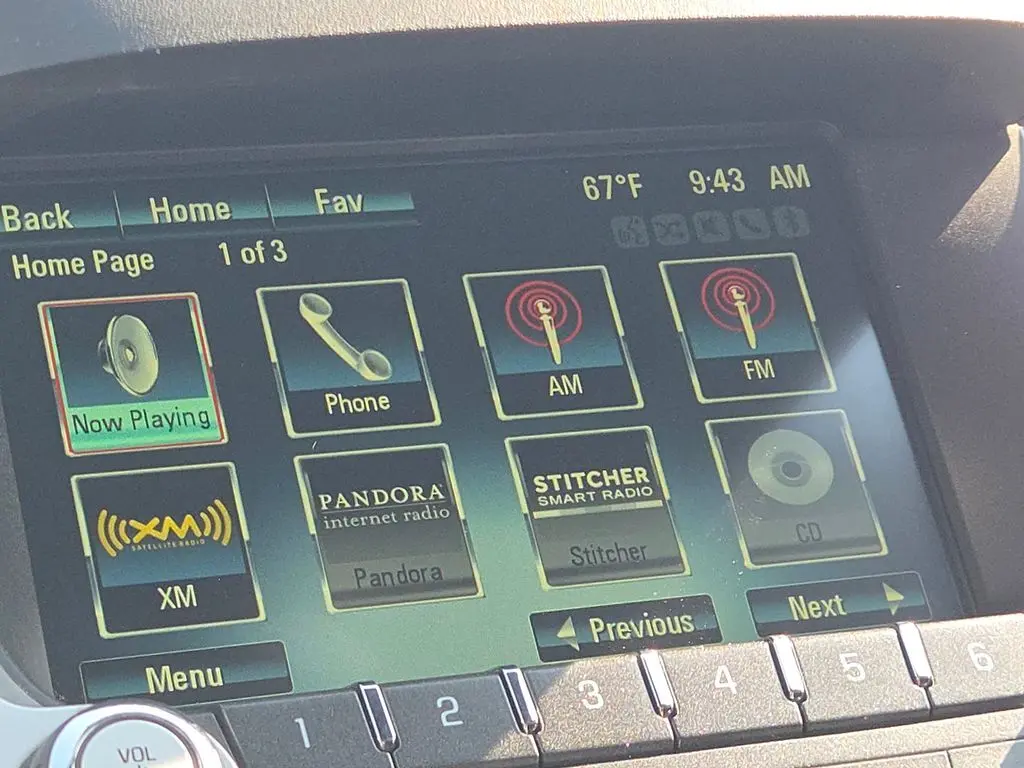 Back Home Fav 67°F 9:43 AM
Home Page 1 of 3
Now Playing
Phone
AM
FM
XM
SATELLITE RADIO
XM
PANDORA
internet radio
Pandora
STITCHER
SMART RADIO
Stitcher
CD
Menu
Previous
Next
1 2 3 4 5 6
VOL